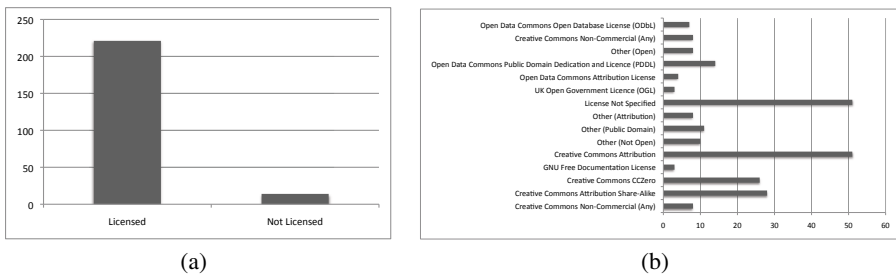 250
200
150
100
50
0
Licensed
Not Licensed
(a)
Open Data Commons Open Database License (ODbL)
Creative Commons Non-Commercial (Any)
Other (Open)
Open Data Commons Public Domain Dedication and Licence (PDDL)
Open Data Commons Attribution License
UK Open Government Licence (OGL)
License Not Specified
Other (Attribution)
Other (Public Domain)
Other (Not Open)
Creative Commons Attribution
GNU Free Documentation License
Creative Commons CCZero
Creative Commons Attribution Share-Alike
Creative Commons Non-Commercial (Any)
0 10 20 30 40 50 60
(b)